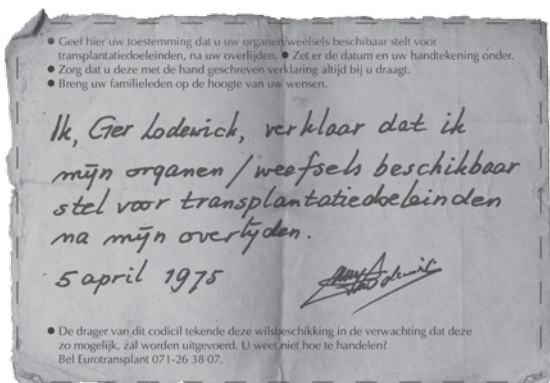 • Geef hier uw toestemming dat u uw organen/weefsels beschibaar stelt voor
transplantatiedoeleinden, na uw overlijden. • Zet er de datum en uw handtekening onder.
• Zorg dat u deze met de hand geschreven verklaring altijd bij u draagt.
• Breng uw familieleden op de hoogte van uw wensen.
Ik, Ger Lodewick, verklaar dat ik
mijn organen / weefsels beschikbaar
stel voor transplantatiedoeleinden
na mijn overlijden.
5 april 1975
• De drager van dit codicil tekende deze wilsbeschikking in de verwachting dat deze
zo mogelijk, zal worden uitgevoerd. U weet niet hoe te handelen?
Bel Eurotransplant 071-26 38 07.